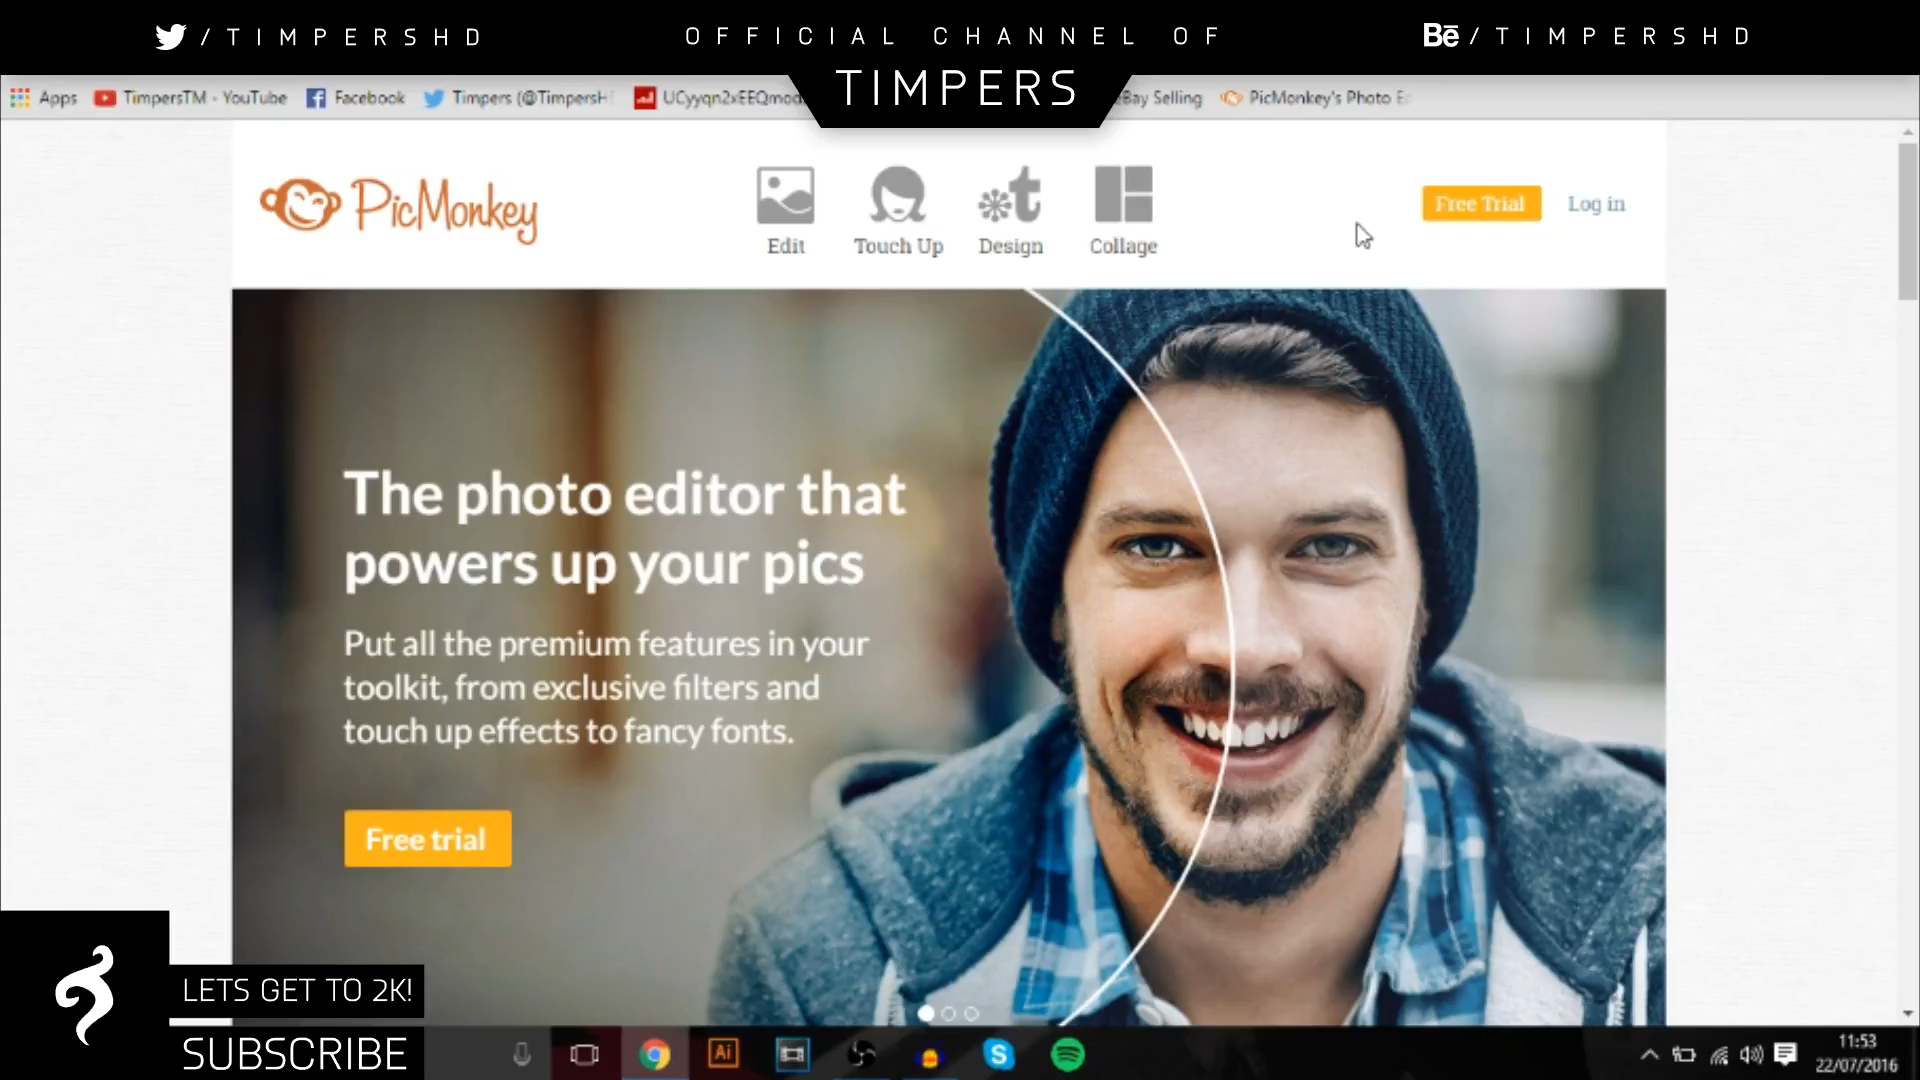 /TIMPERSHD
OFFICIAL CHANNEL OF
TIMPERS
Bē/TIMPERSHD
Apps
TimpersTM - YouTube
Facebook
Timpers (@TimpersH
eBay Selling
PicMonkey's Photo E
PicMonkey
Edit
Touch Up
Design
Collage
Free Trial
Log in
The photo editor that
powers up your pics
Put all the premium features in your
toolkit, from exclusive filters and
touch up effects to fancy fonts.
Free trial
LETS GET TO 2K!
SUBSCRIBE
Ai
11:53
22/07/2016